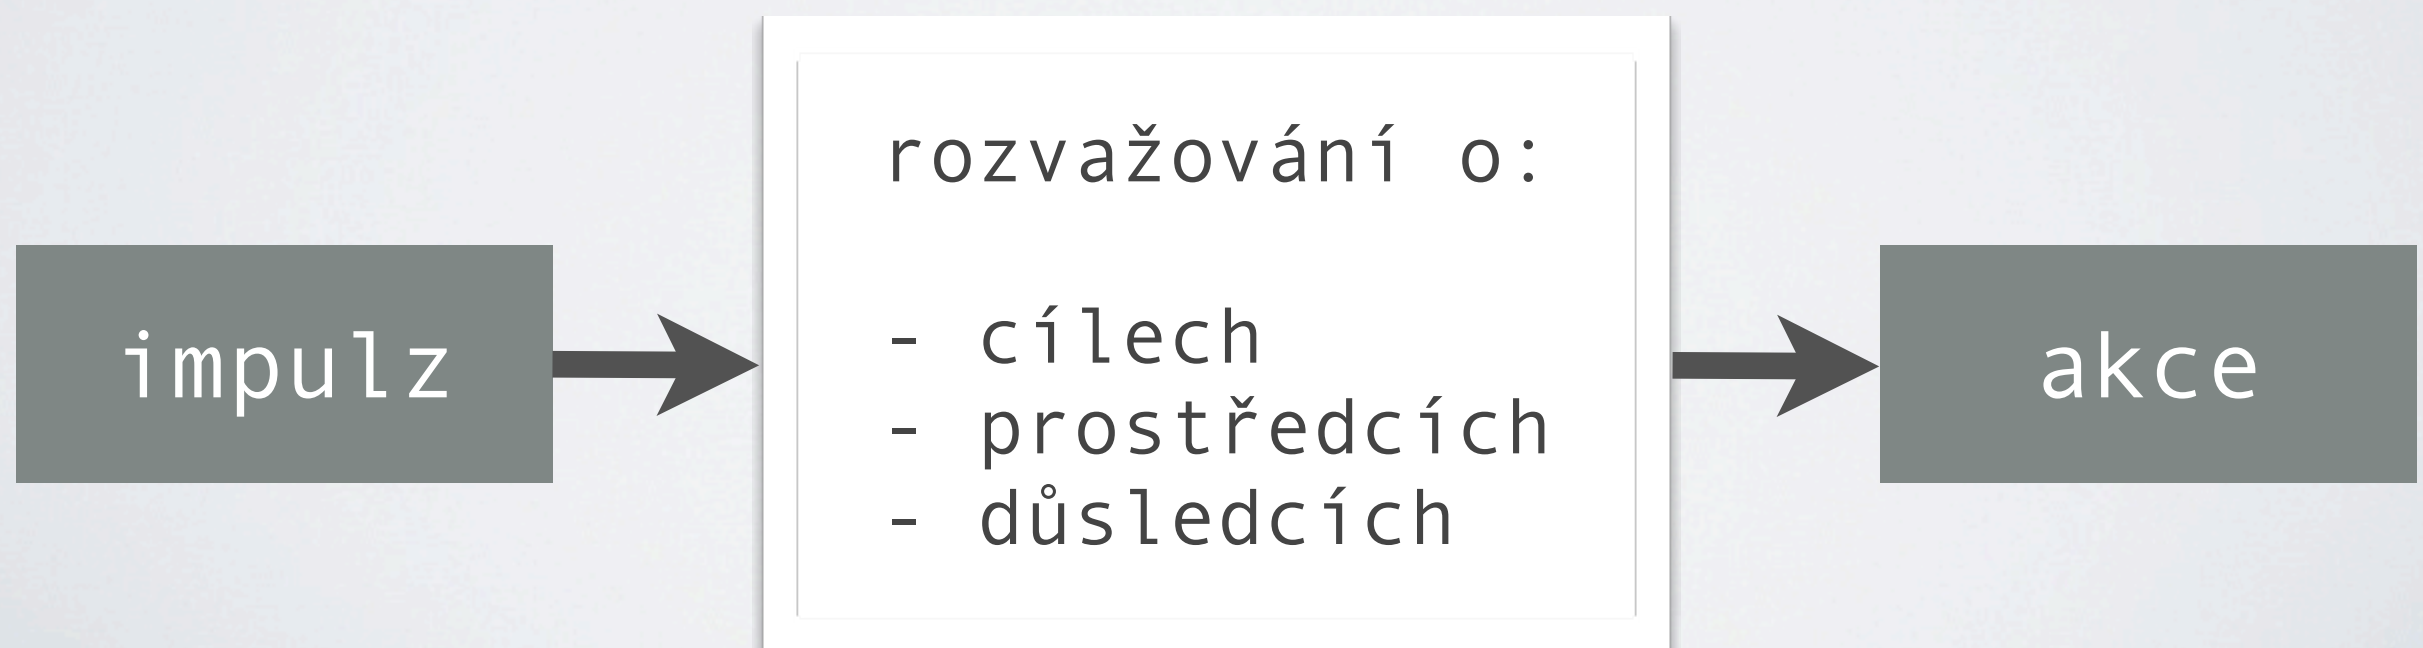 impulz
rozvažování o:
- cílech
- prostředcích
- důsledcích
akce